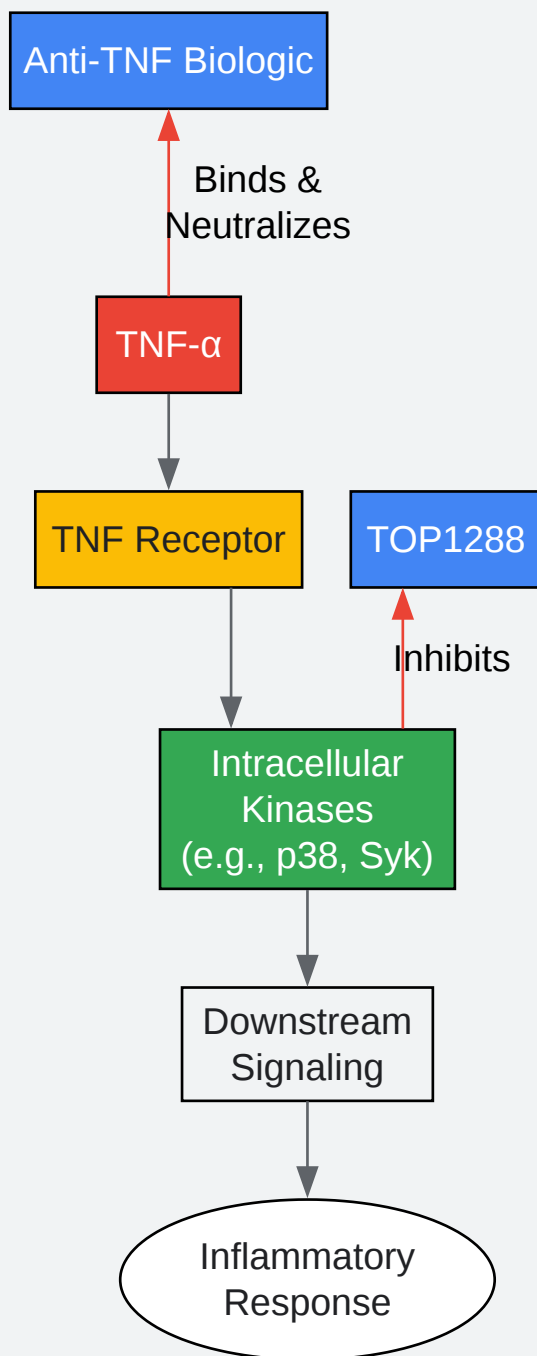 Anti-TNF Biologic
Binds &
Neutralizes
TNF-α
TNF Receptor
TOP1288
Inhibits
Intracellular
Kinases
(e.g., p38, Syk)
Downstream
Signaling
Inflammatory
Response